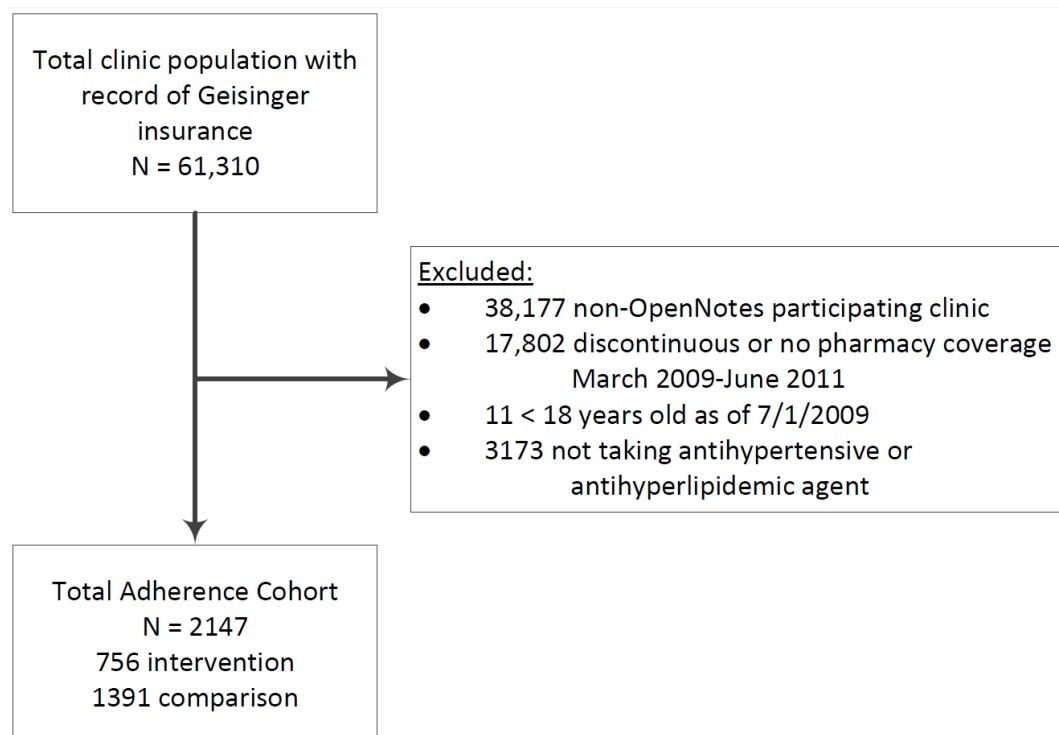 Total clinic population with
record of Geisinger
insurance
N = 61,310
Excluded:
● 38,177 non-OpenNotes participating clinic
● 17,802 discontinuous or no pharmacy coverage
March 2009-June 2011
● 11 < 18 years old as of 7/1/2009
● 3173 not taking antihypertensive or
antihyperlipidemic agent
Total Adherence Cohort
N = 2147
756 intervention
1391 comparison